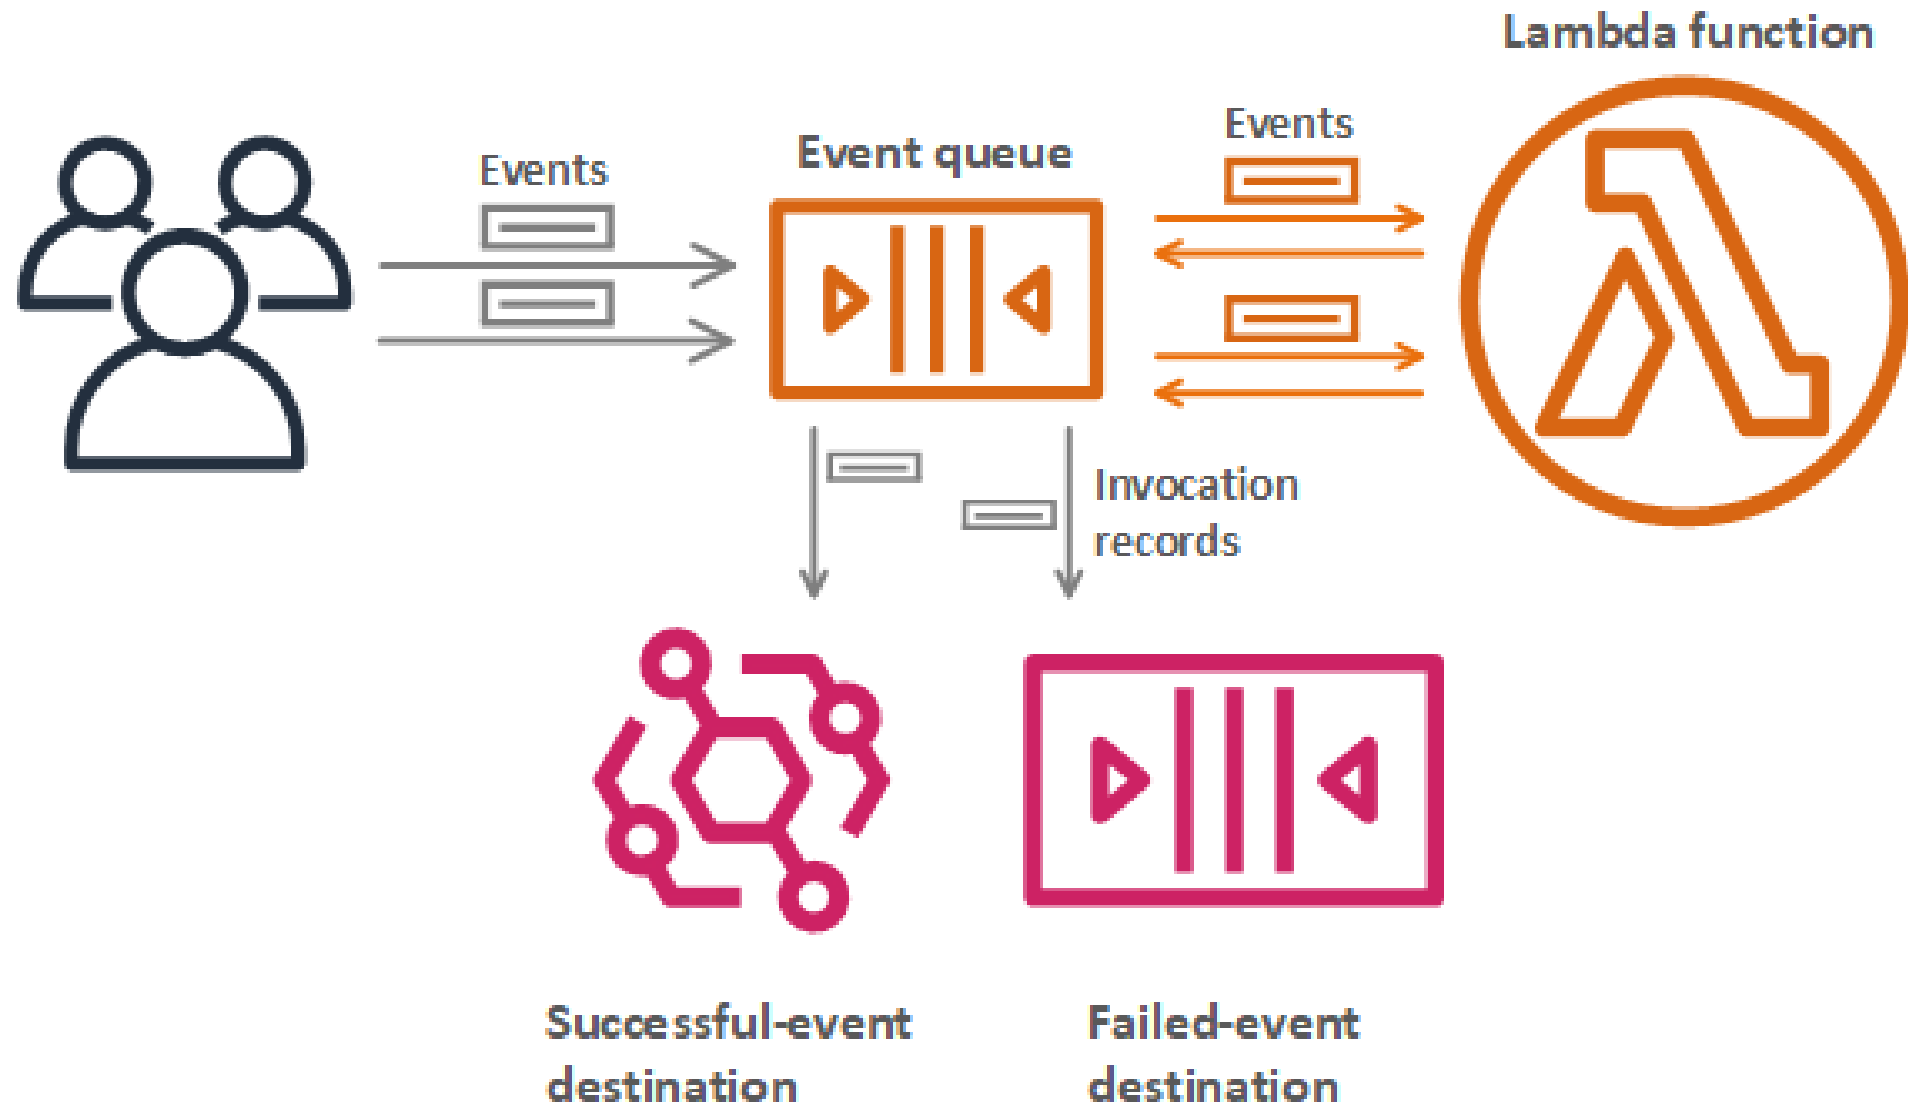 Lambda function
Events
Event queue
Events
Invocation
records
Successful-event
destination
Failed-event
destination